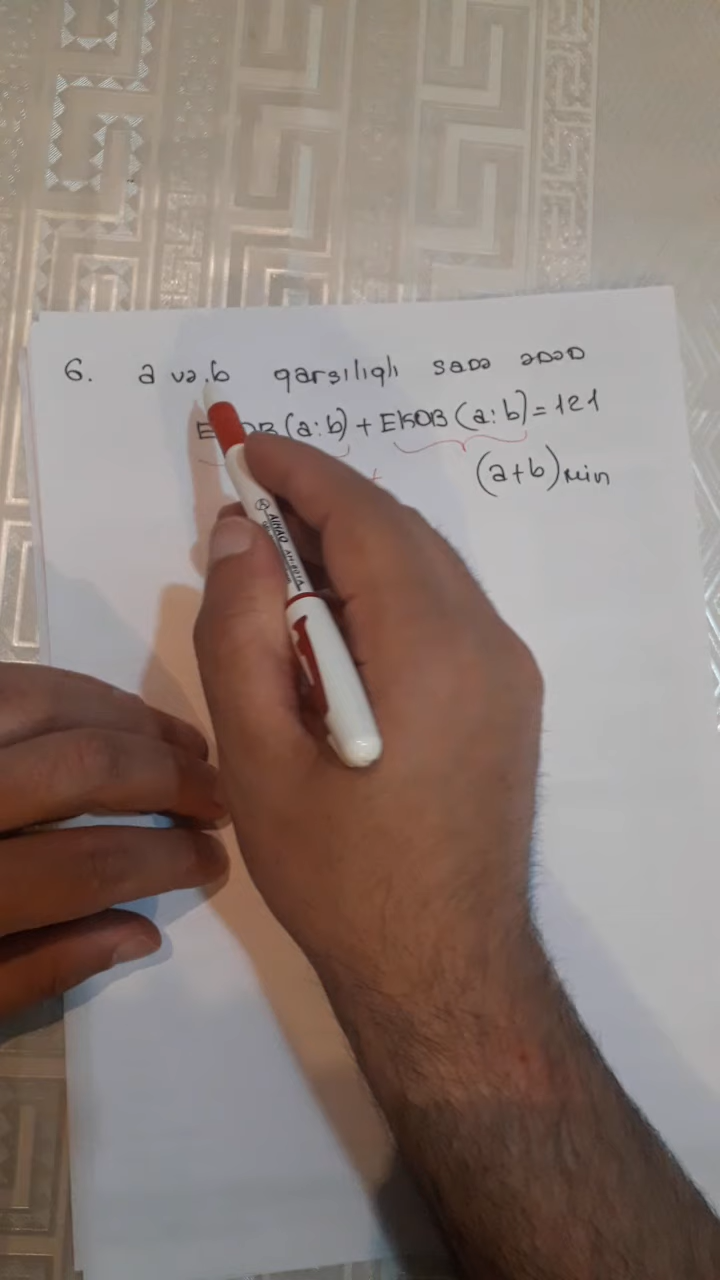 6. a və b qarşılıqlı sadə ədəd
(a:b) + EKOB (a:b) = 121
(a+b) min